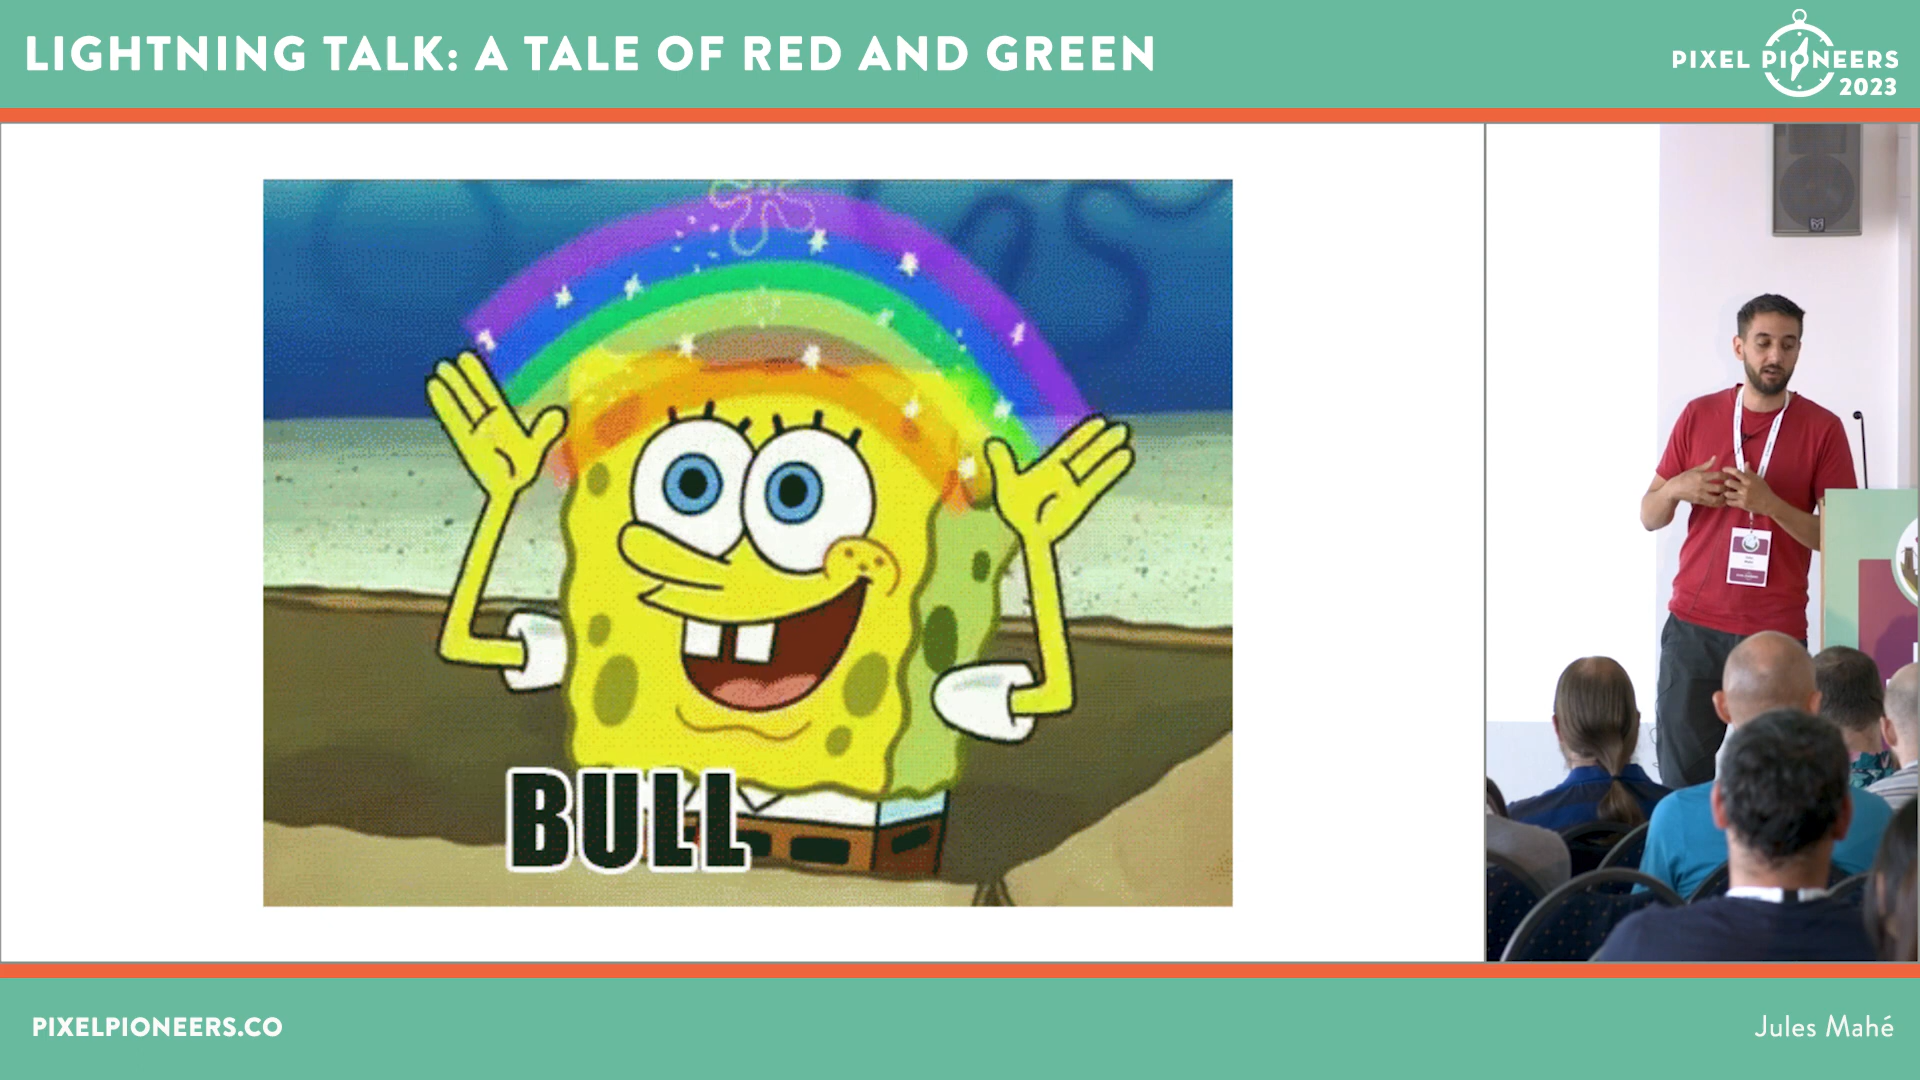 LIGHTNING TALK: A TALE OF RED AND GREEN
PIXEL PIONEERS
2023
BULL
PIXELPIONEERS.CO
Jules Mahé